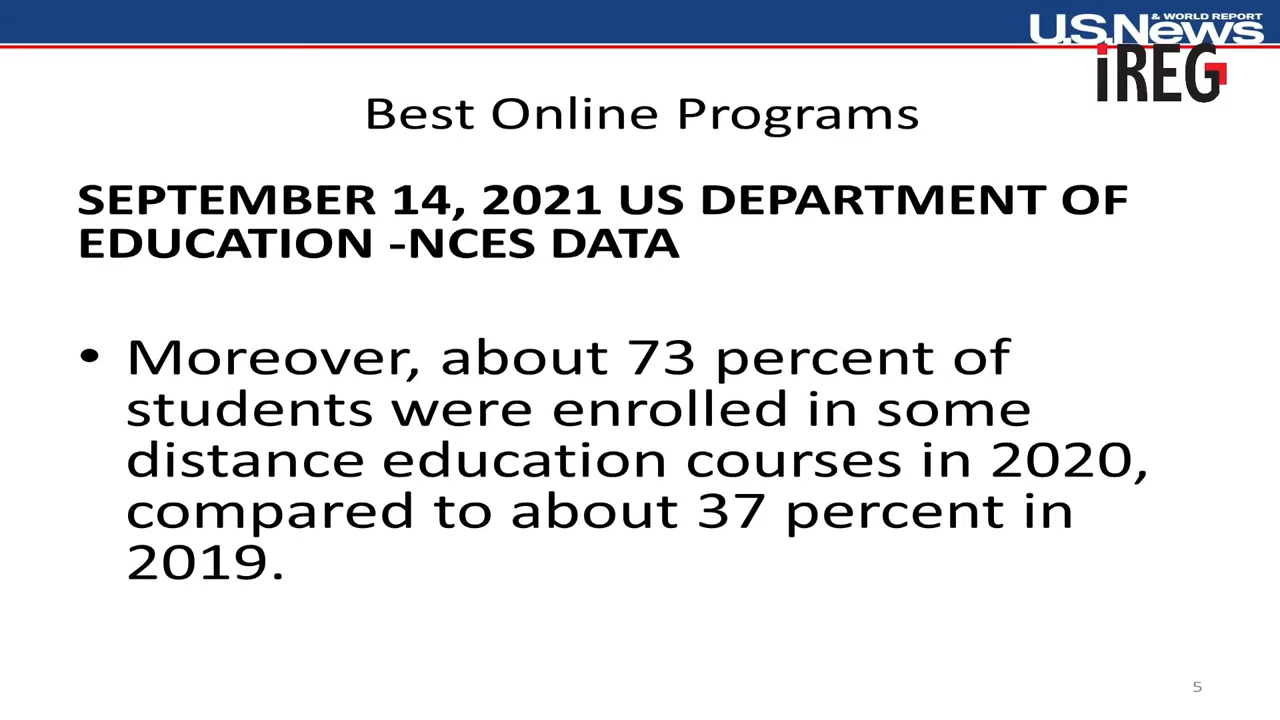 & WORLD REPORT
U.S.News
iREG
Best Online Programs
SEPTEMBER 14, 2021 US DEPARTMENT OF
EDUCATION -NCES DATA
• Moreover, about 73 percent of
students were enrolled in some
distance education courses in 2020,
compared to about 37 percent in
2019.
5